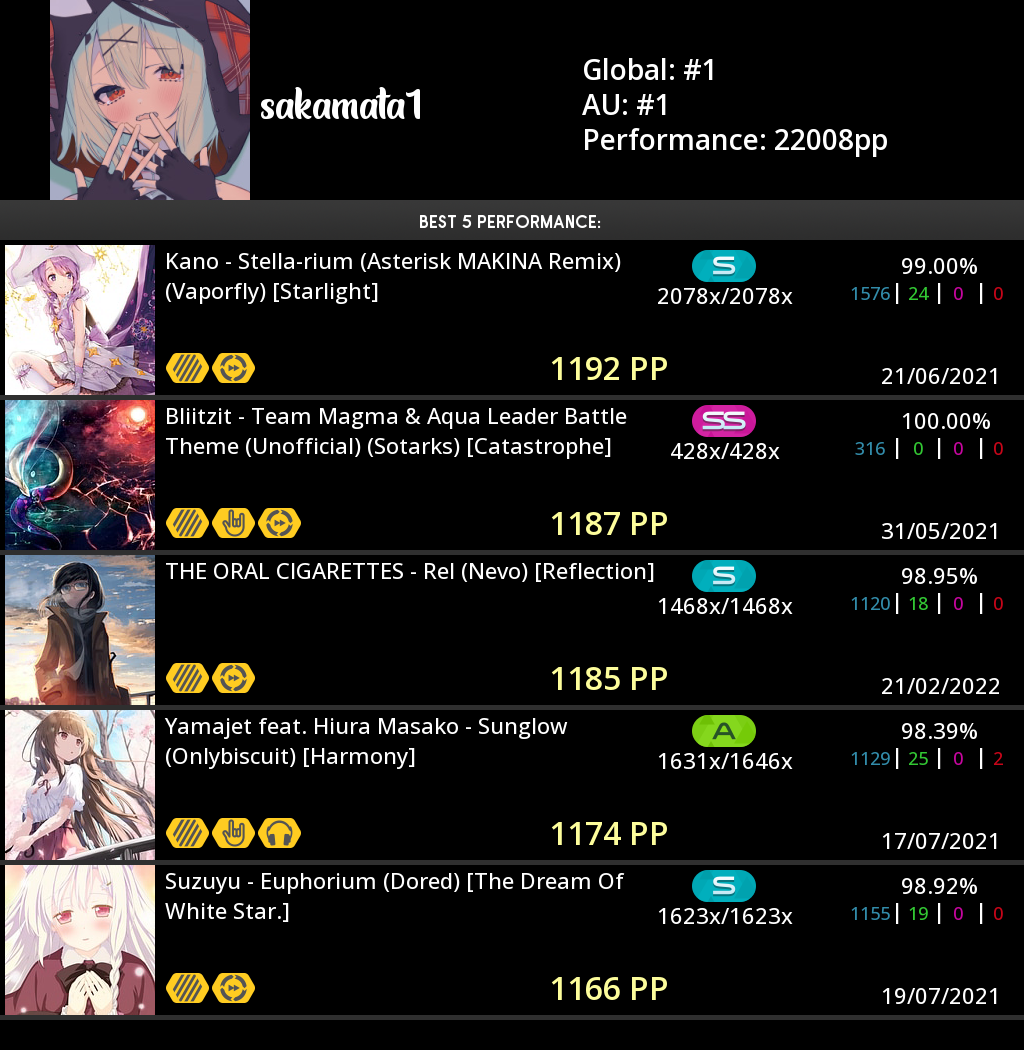 sakamata1
Global: #1
AU: #1
Performance: 22008pp
BEST 5 PERFORMANCE:
Kano - Stella-rium (Asterisk MAKINA Remix)
(Vaporfly) [Starlight]
S
2078x/2078x
99.00%
1576 | 24 | 0 | 0
1192 PP
21/06/2021
Bliitzit - Team Magma & Aqua Leader Battle
Theme (Unofficial) (Sotarks) [Catastrophe]
SS
428x/428x
100.00%
316 | 0 | 0 | 0
1187 PP
31/05/2021
THE ORAL CIGARETTES - Rel (Nevo) [Reflection]
S
1468x/1468x
98.95%
1120 | 18 | 0 | 0
1185 PP
21/02/2022
Yamajet feat. Hiura Masako - Sunglow
(Onlybiscuit) [Harmony]
A
1631x/1646x
98.39%
1129 | 25 | 0 | 2
1174 PP
17/07/2021
Suzuyu - Euphorium (Dored) [The Dream Of
White Star.]
S
1623x/1623x
98.92%
1155 | 19 | 0 | 0
1166 PP
19/07/2021